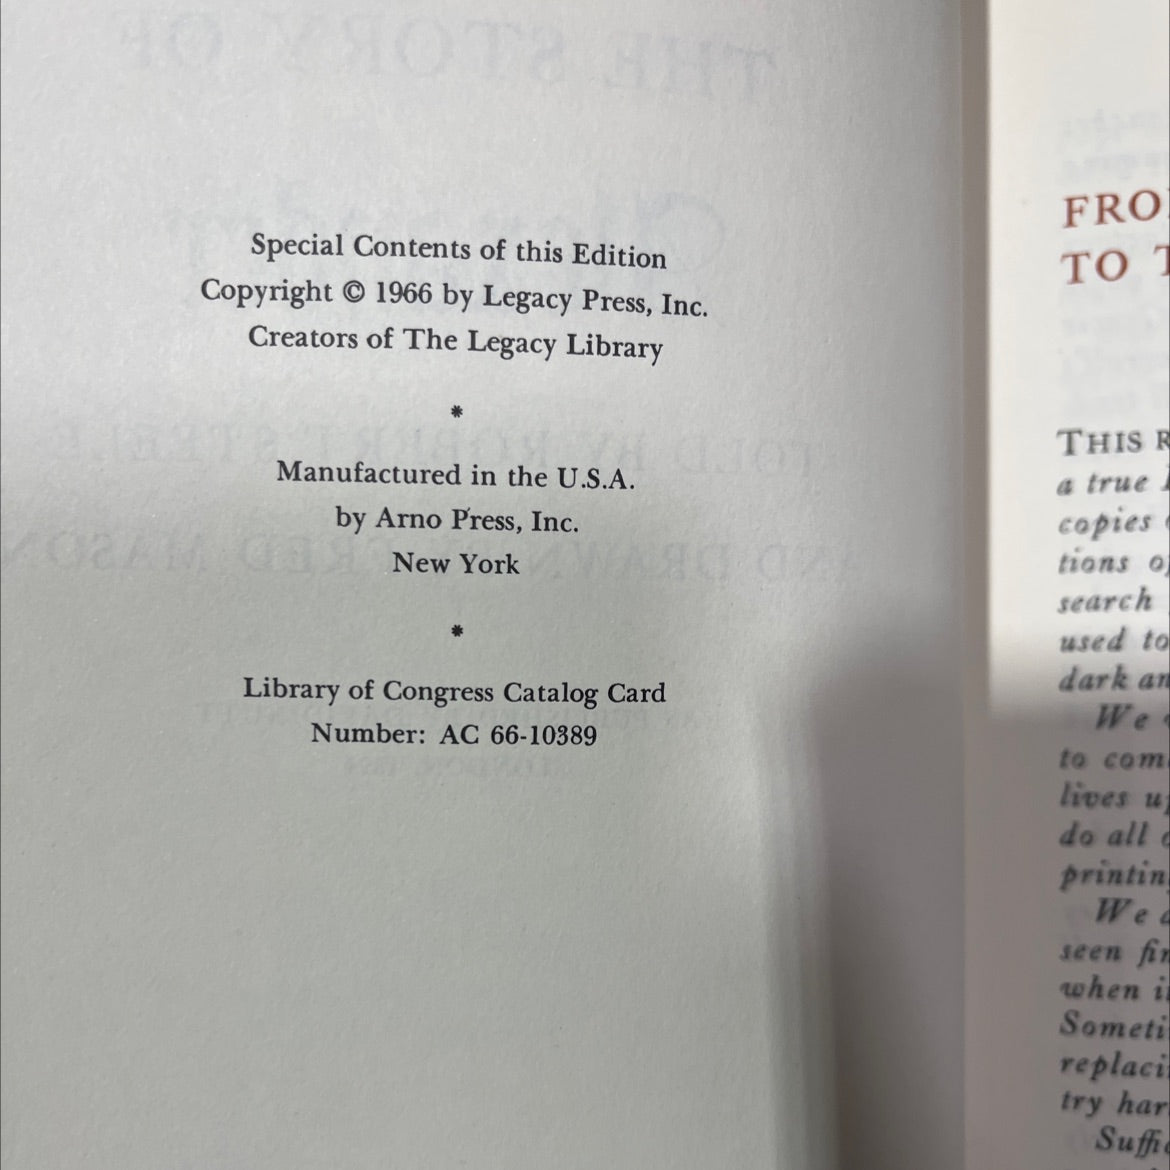 Special Contents of this Edition
Copyright © 1966 by Legacy Press, Inc.
Creators of The Legacy Library
*
Manufactured in the U.S.A.
by Arno Press, Inc.
New York
*
Library of Congress Catalog Card
Number: AC 66-10389
FRO
TO T
THIS R
a true
copies
tions of
search
used to
dark an
We
to com
lives up
do all
printin
We a
seen fin
when i
Someti
replaci
try har
Suffi